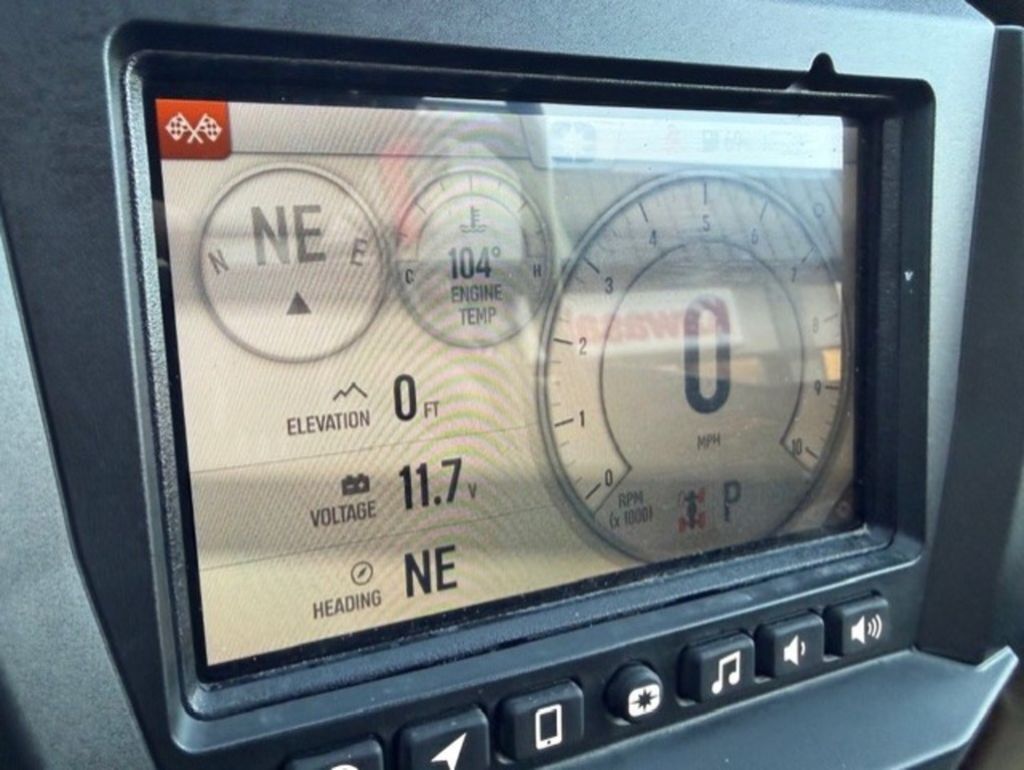 NE
N
E
104°
C
H
ENGINE
TEMP
ELEVATION 0 FT
VOLTAGE 11.7 V
HEADING NE
0
1
2
3
4
5
6
7
8
9
10
0
MPH
RPM
(x 1000)
P